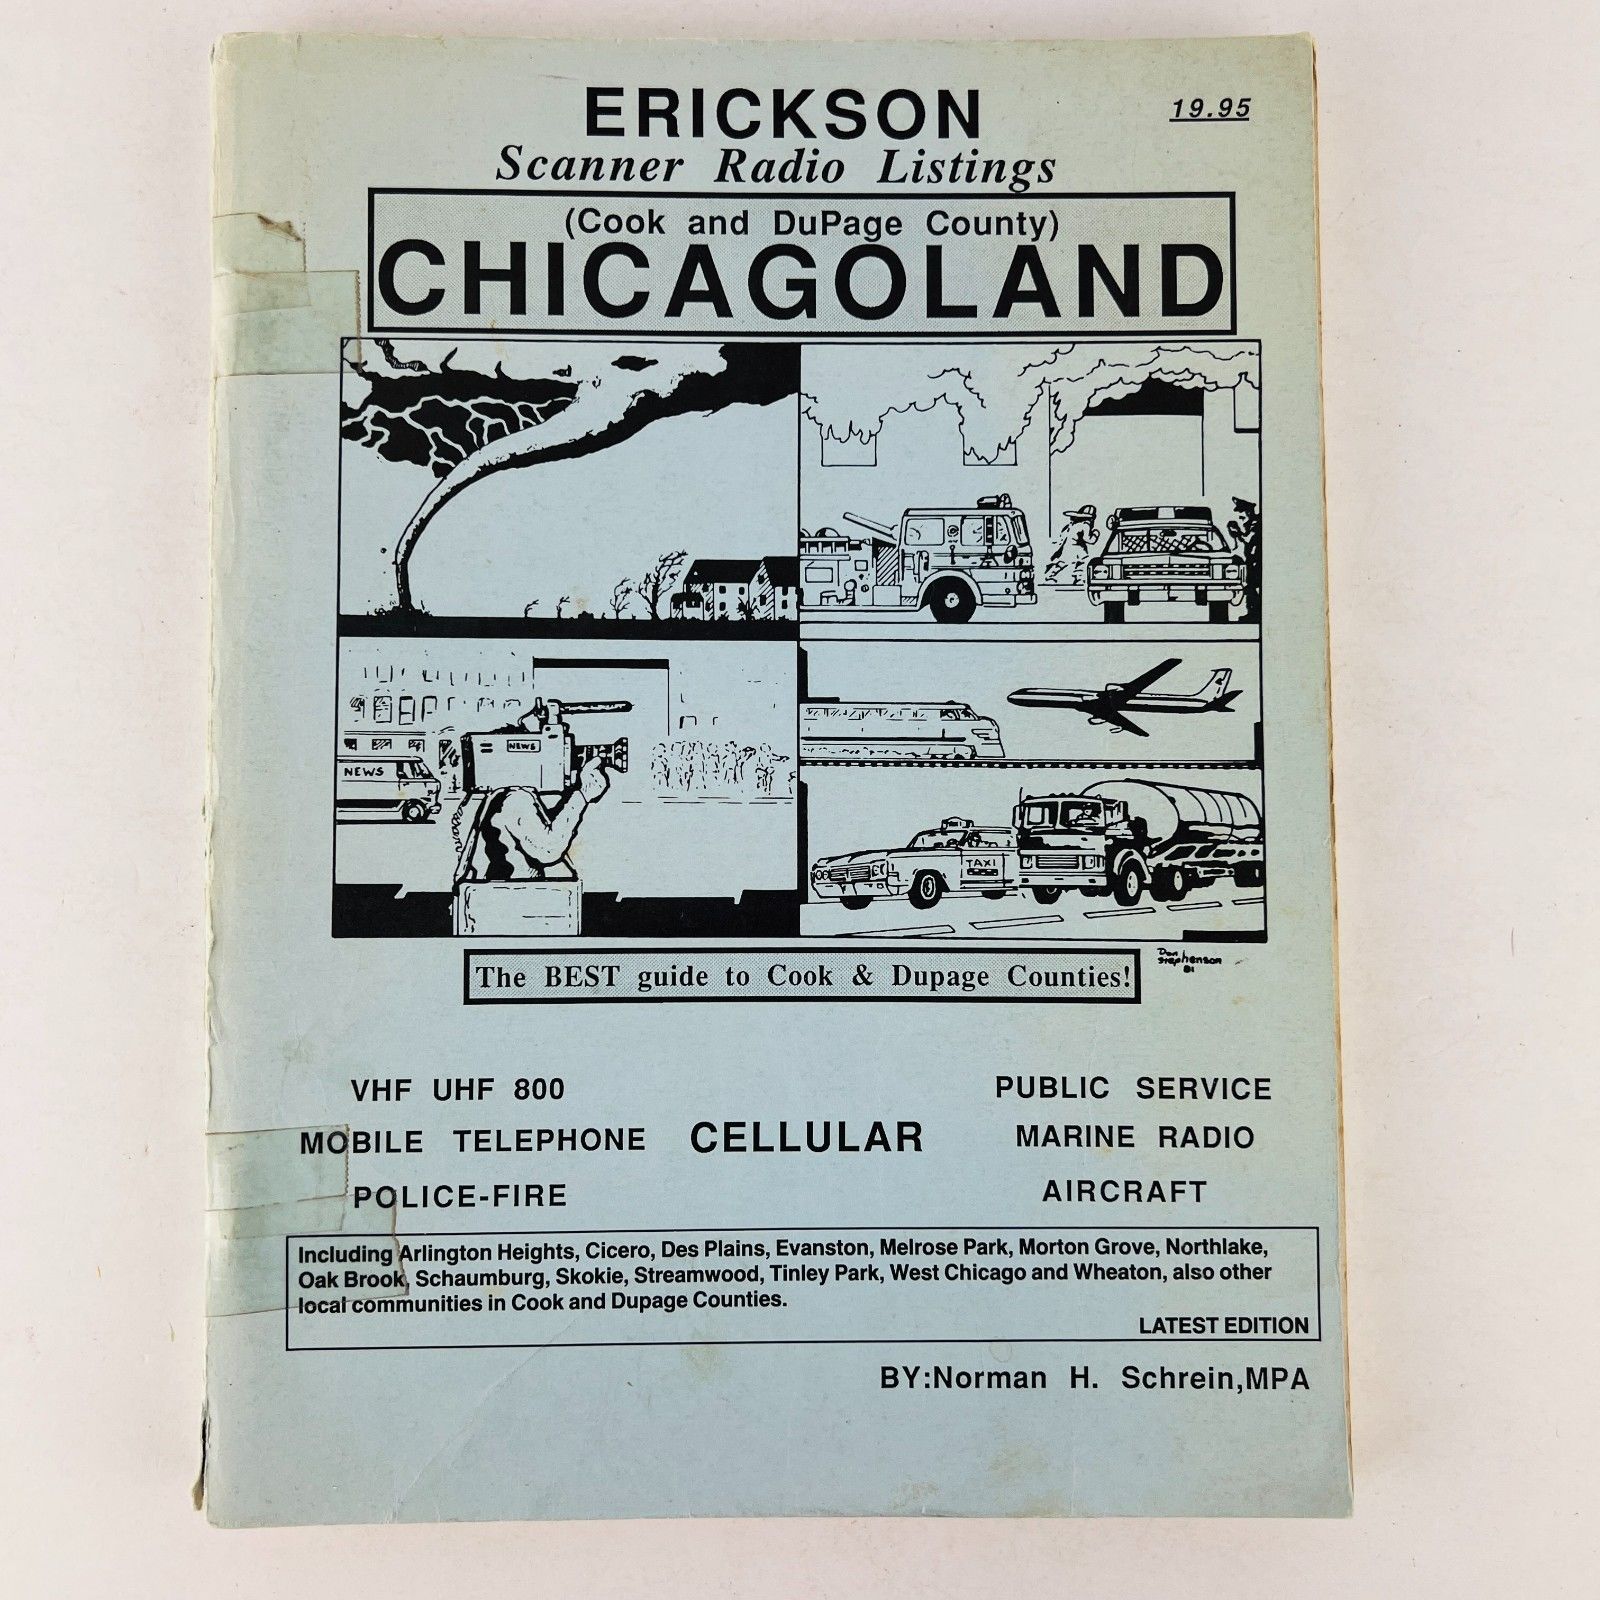 ERICKSON
19.95
Scanner Radio Listings
(Cook and DuPage County)
CHICAGOLAND
NEWS
NEWS
TAXI
Don
Stephenson
81
The BEST guide to Cook & Dupage Counties!
VHF UHF 800
PUBLIC SERVICE
MOBILE TELEPHONE CELLULAR MARINE RADIO
POLICE-FIRE
AIRCRAFT
Including Arlington Heights, Cicero, Des Plains, Evanston, Melrose Park, Morton Grove, Northlake,
Oak Brook, Schaumburg, Skokie, Streamwood, Tinley Park, West Chicago and Wheaton, also other
local communities in Cook and Dupage Counties.
LATEST EDITION
BY:Norman H. Schrein,MPA